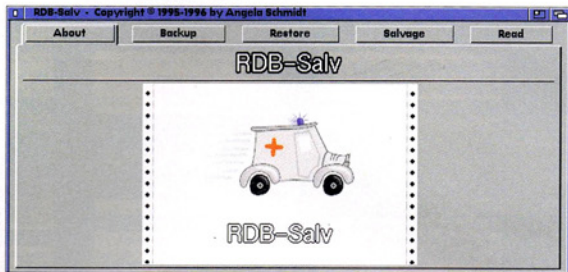 RDB-Salv - Copyright © 1995-1996 by Angela Schmidt
About Backup Restore Salvage Read
RDB-Salv
RDB-Salv